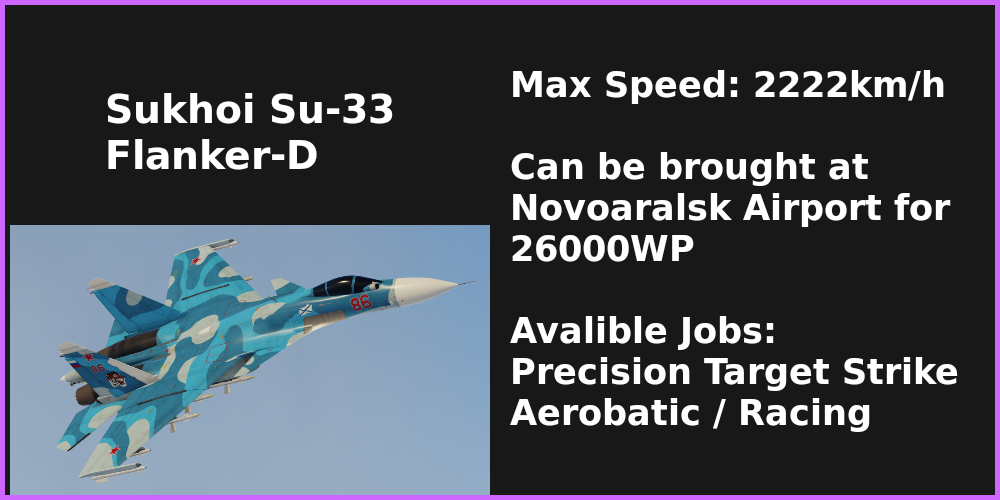 Sukhoi Su-33
Flanker-D
Max Speed: 2222km/h
Can be brought at
Novoaralsk Airport for
26000WP
Avalible Jobs:
Precision Target Strike
Aerobatic / Racing
86
86